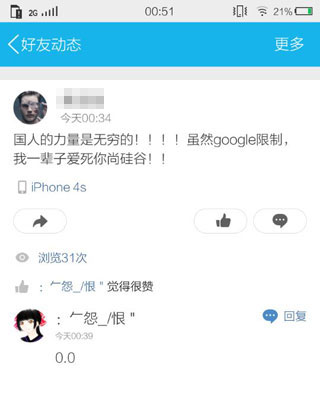 2G 00:51 21%
好友动态 更多
今天00:34
国人的力量是无穷的！！！！虽然google限制，
我一辈子爱死你尚硅谷！！
iPhone 4s
浏览31次
：亇怨_/恨 " 觉得很赞
：亇怨_/恨 " 回复
今天00:39
0.0